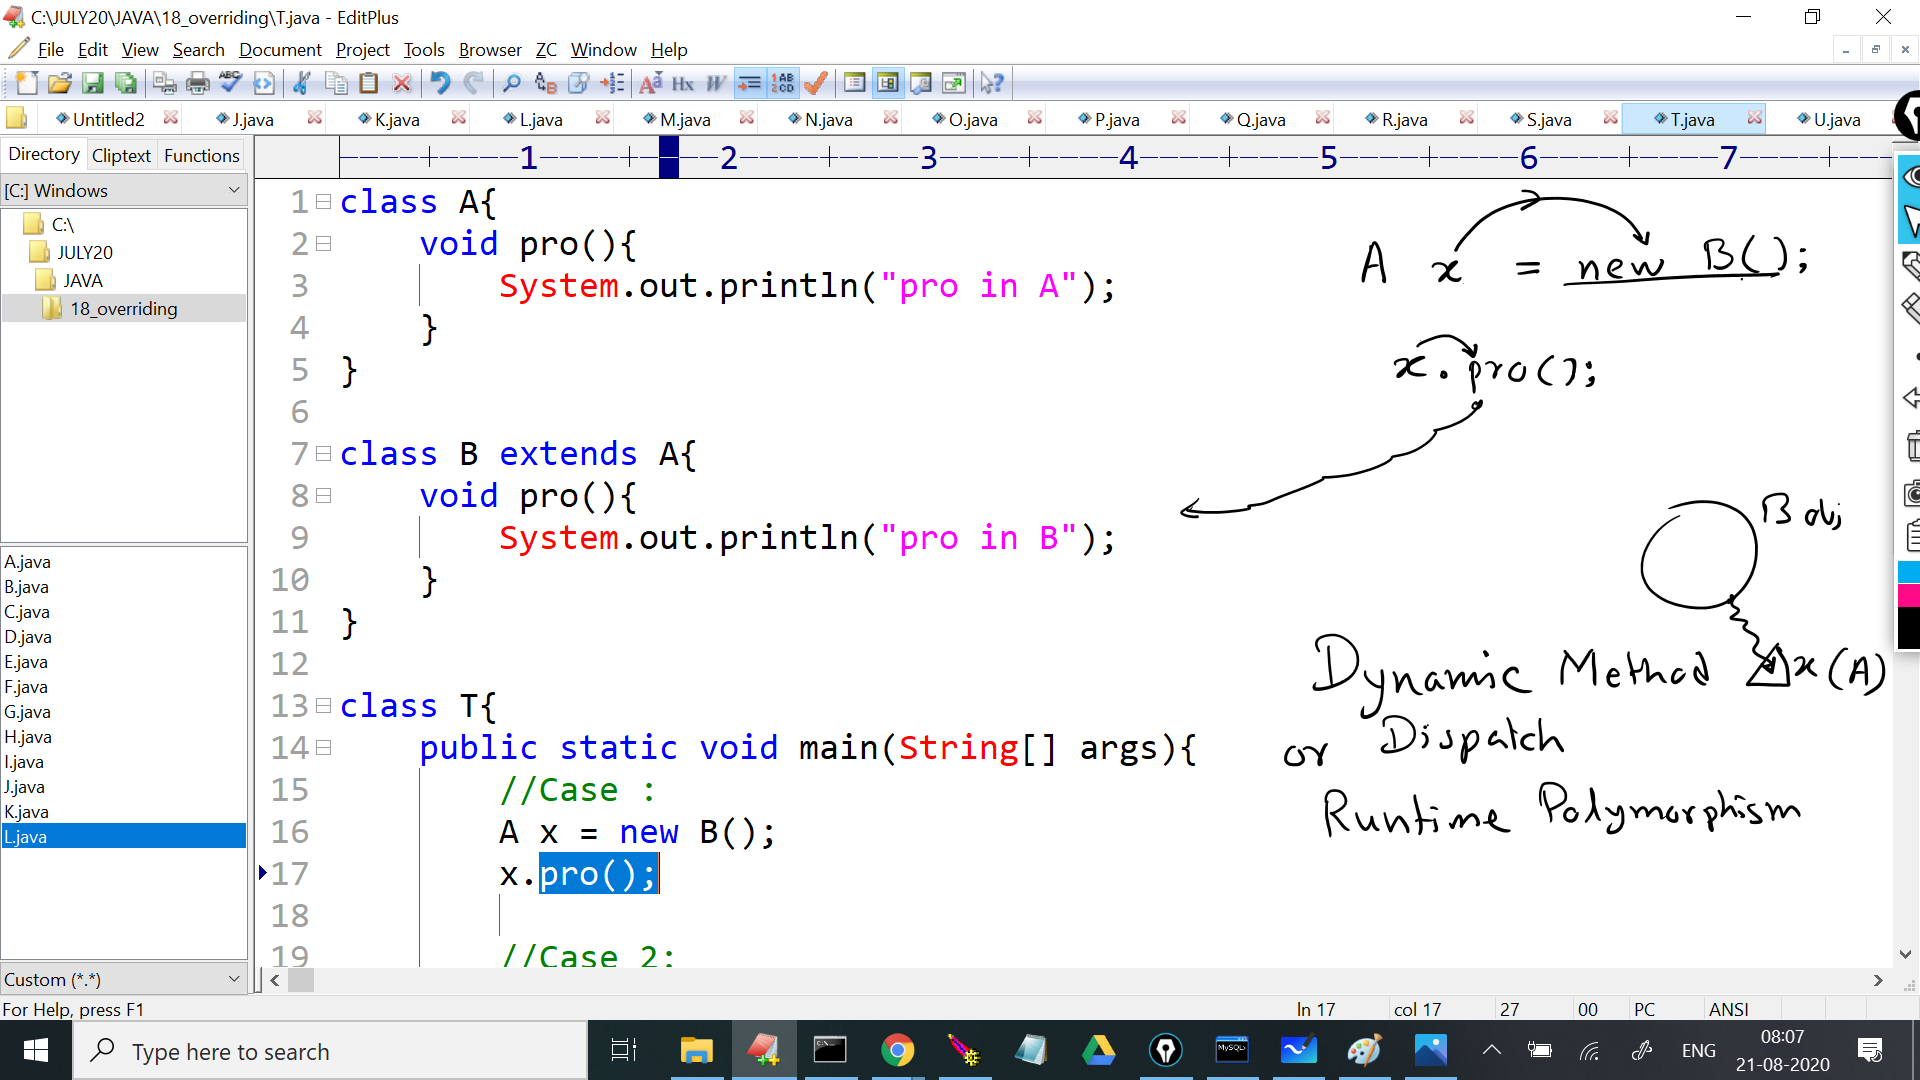 C:\JULY20\JAVA\18_overriding\T.java - EditPlus
File Edit View Search Document Project Tools Browser ZC Window Help
Untitled2 J.java K.java L.java M.java N.java O.java P.java Q.java R.java S.java T.java U.java
Directory Cliptext Functions
[C:] Windows
C:\
JULY20
JAVA
18_overriding
A.java
B.java
C.java
D.java
E.java
F.java
G.java
H.java
I.java
J.java
K.java
L.java
Custom (*.*)
1 2 3 4 5 6 7
1 class A{
2 void pro(){
3 System.out.println("pro in A");
4 }
5 }
6
7 class B extends A{
8 void pro(){
9 System.out.println("pro in B");
10 }
11 }
12
13 class T{
14 public static void main(String[] args){
15 //Case :
16 A x = new B();
17 x.pro();
18
19 //Case 2:
A x = new B();
x.pro();
B obj
Dynamic Method x(A)
or Dispatch
Runtime Polymorphism
For Help, press F1 ln 17 col 17 27 00 PC ANSI
Type here to search
MySQL
ENG
08:07
21-08-2020